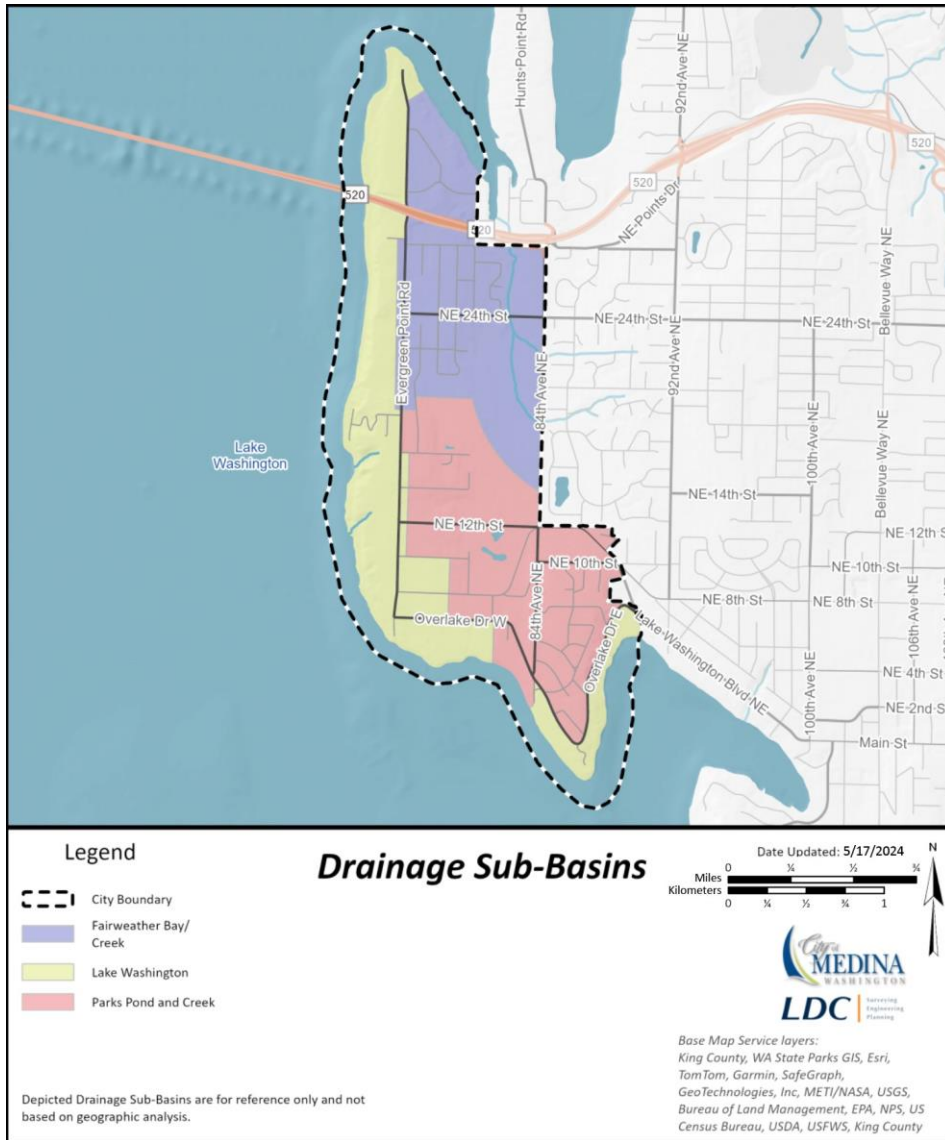 Hunts Point Rd
92nd Ave NE
520
520
520
520
NE Points Dr
Bellevue Way NE
Evergreen Point Rd
NE 24th St
NE 24th St
NE 24th St
92nd Ave NE
84th Ave NE
100th Ave NE
Bellevue Way NE
Lake
Washington
NE 14th St
NE 12th St
NE 12th St
NE 10th St
NE 10th St
84th Ave NE
NE 8th St
NE 8th St
106th Ave NE
Overlake Dr W
Overlake Dr E
Lake Washington Blvd NE
100th Ave NE
NE 4th St
NE 2nd S
Main St
Legend
City Boundary
Fairweather Bay/
Creek
Lake Washington
Parks Pond and Creek
Depicted Drainage Sub-Basins are for reference only and not
based on geographic analysis.
Drainage Sub-Basins
Date Updated: 5/17/2024
N
Miles
0 ¼ ½ ¾
Kilometers
0 ¼ ½ ¾ 1
City of
MEDINA
WASHINGTON
LDC
Surveying
Engineering
Planning
Base Map Service layers:
King County, WA State Parks GIS, Esri,
TomTom, Garmin, SafeGraph,
GeoTechnologies, Inc, METI/NASA, USGS,
Bureau of Land Management, EPA, NPS, US
Census Bureau, USDA, USFWS, King County